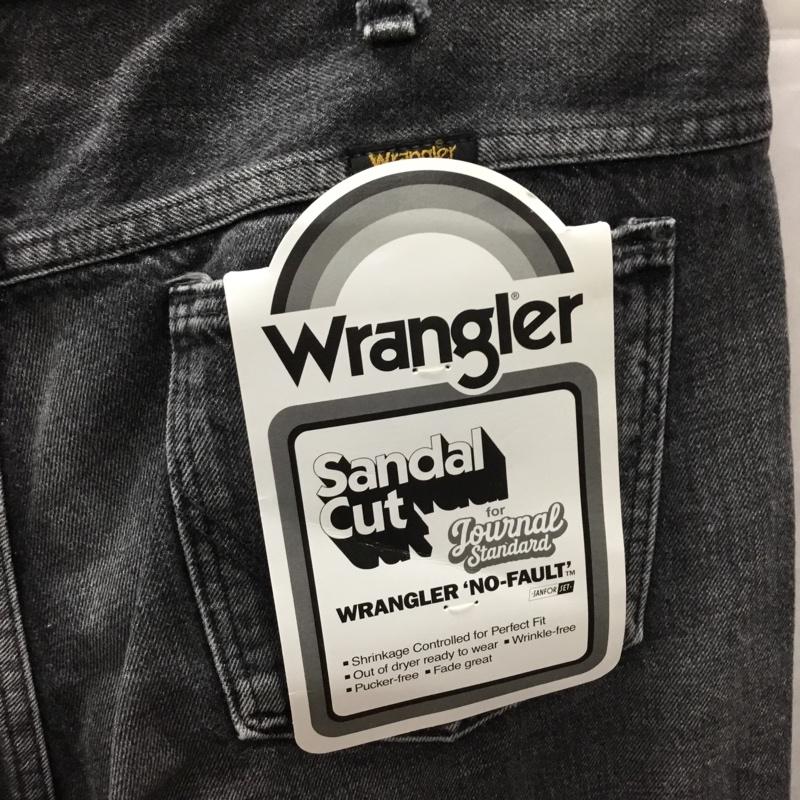 Wrangler
Wrangler®
Sandal
Cut
for
Journal
Standard
WRANGLER 'NO-FAULT'™
SANFOR SET
▪ Shrinkage Controlled for Perfect Fit
▪ Out of dryer ready to wear ▪ Wrinkle-free
▪ Pucker-free ▪ Fade great